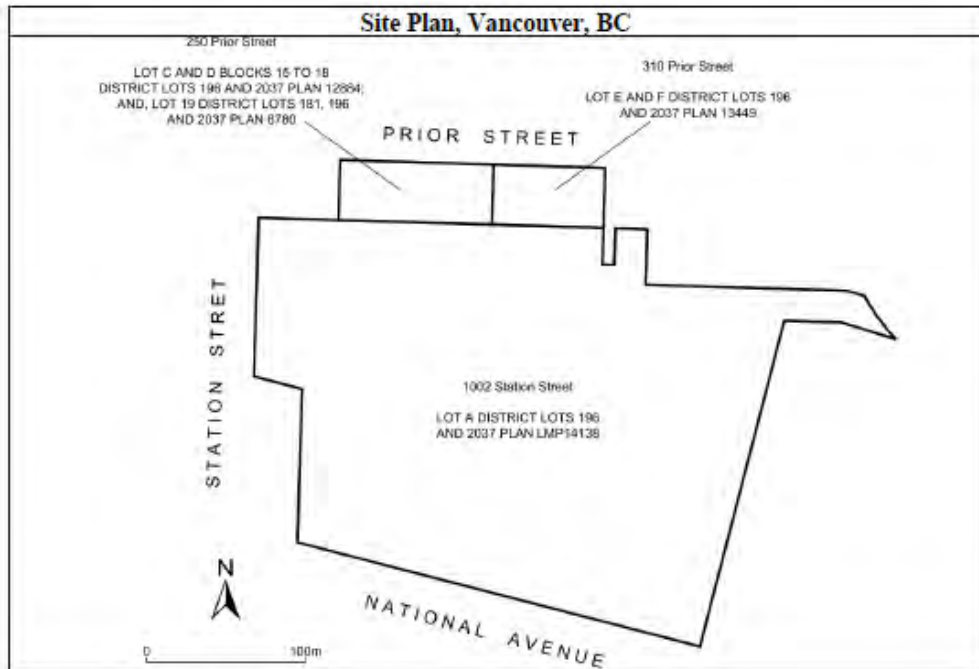 Site Plan, Vancouver, BC
250 Prior Street
LOT C AND D BLOCKS 15 TO 18
DISTRICT LOTS 196 AND 2037 PLAN 12884;
AND, LOT 19 DISTRICT LOTS 181, 196
AND 2037 PLAN 6780
310 Prior Street
LOT E AND F DISTRICT LOTS 196
AND 2037 PLAN 13449
PRIOR STREET
STATION STRET
1002 Station Street
LOT A DISTRICT LOTS 196
AND 2037 PLAN LMP14138
N
NATIONAL AVENUE
0 100m